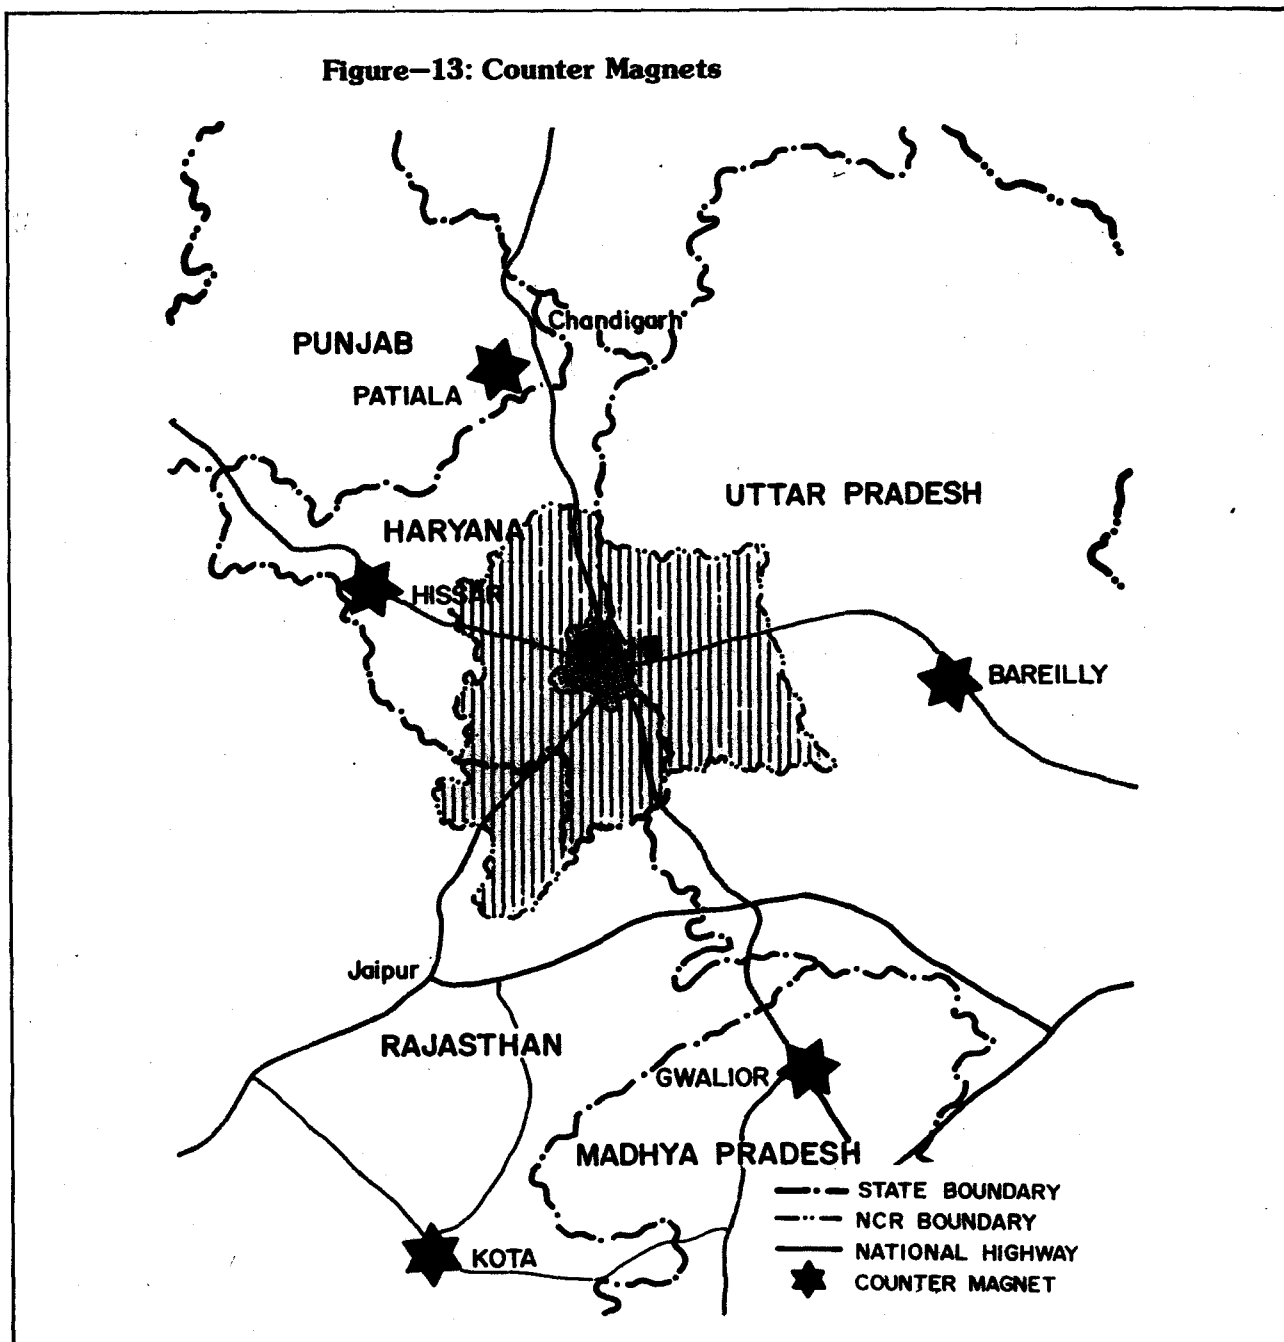 Figure—13: Counter Magnets
Chandigarh
PUNJAB
PATIALA
UTTAR PRADESH
HARYANA
HISSAR
BAREILLY
Jaipur
RAJASTHAN
GWALIOR
MADHYA PRADESH
STATE BOUNDARY
NCR BOUNDARY
NATIONAL HIGHWAY
COUNTER MAGNET
KOTA